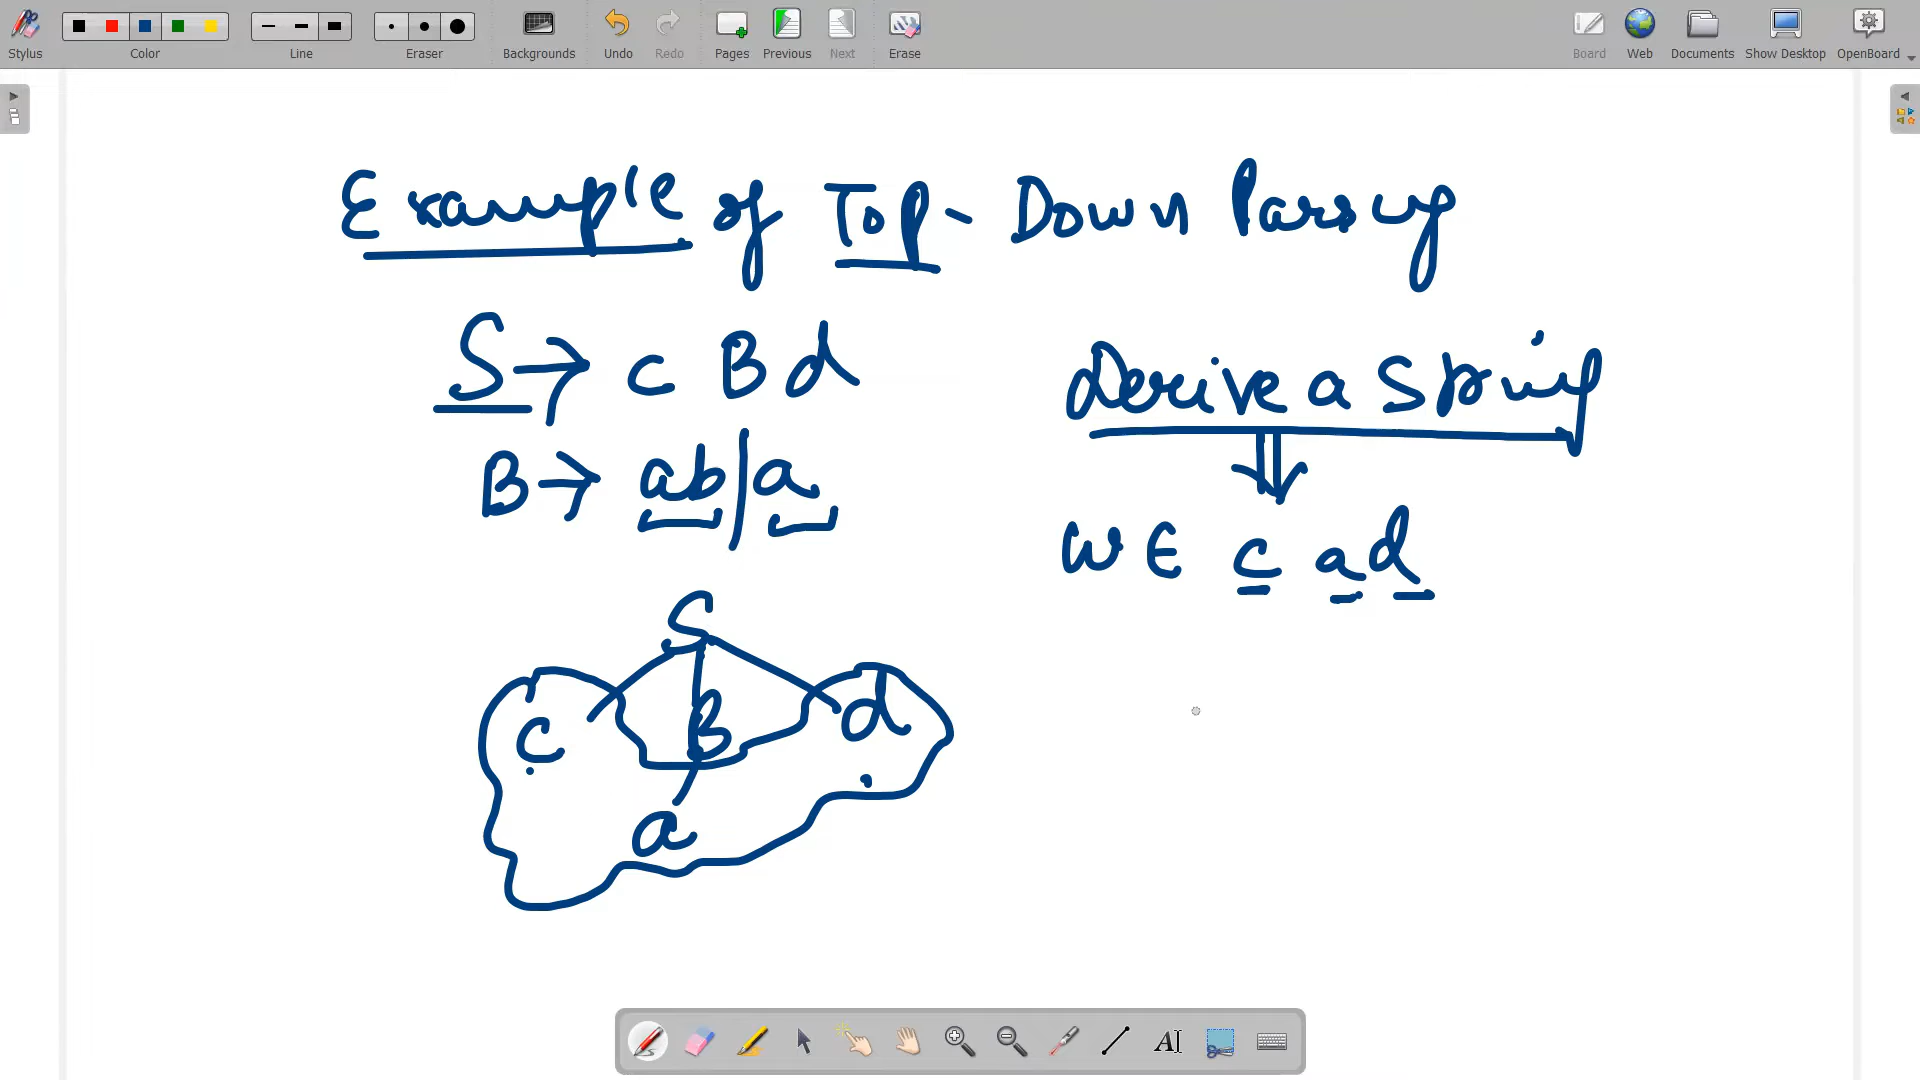 Stylus Color Line Eraser Backgrounds Undo Redo Pages Previous Next Erase Board Web Documents Show Desktop OpenBoard
Example of Top-Down Parsing
S → c B d
B → ab|a
Derive a String
⇓
W ∈ c a d
S
c B d
a
A